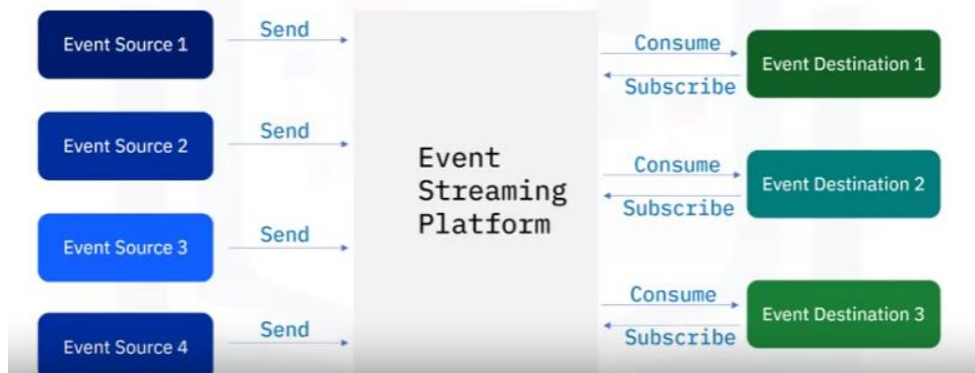 Event Source 1
Send
Consume
Event Destination 1
Subscribe
Event Source 2
Send
Event
Streaming
Platform
Consume
Event Destination 2
Subscribe
Event Source 3
Send
Consume
Event Destination 3
Subscribe
Event Source 4
Send